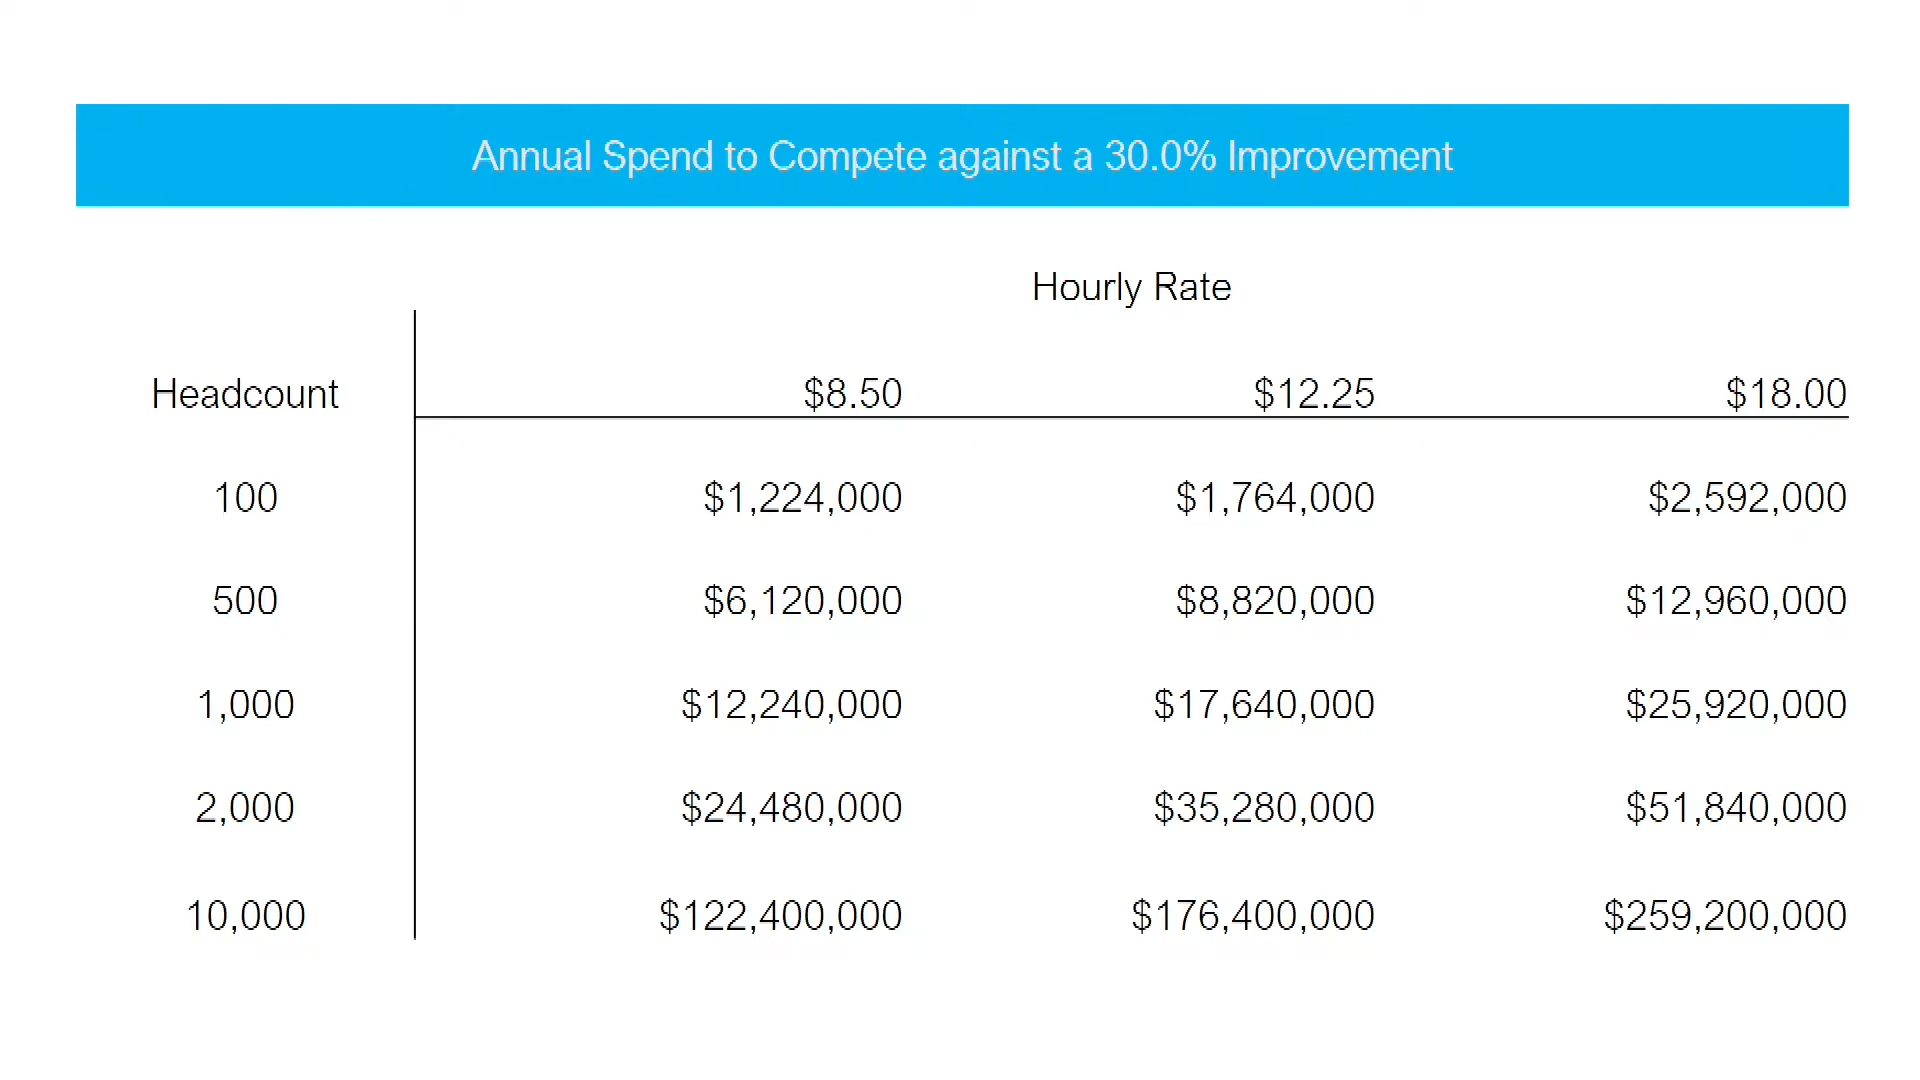 Annual Spend to Compete against a 30.0% Improvement
Hourly Rate
Headcount $8.50 $12.25 $18.00
100 $1,224,000 $1,764,000 $2,592,000
500 $6,120,000 $8,820,000 $12,960,000
1,000 $12,240,000 $17,640,000 $25,920,000
2,000 $24,480,000 $35,280,000 $51,840,000
10,000 $122,400,000 $176,400,000 $259,200,000